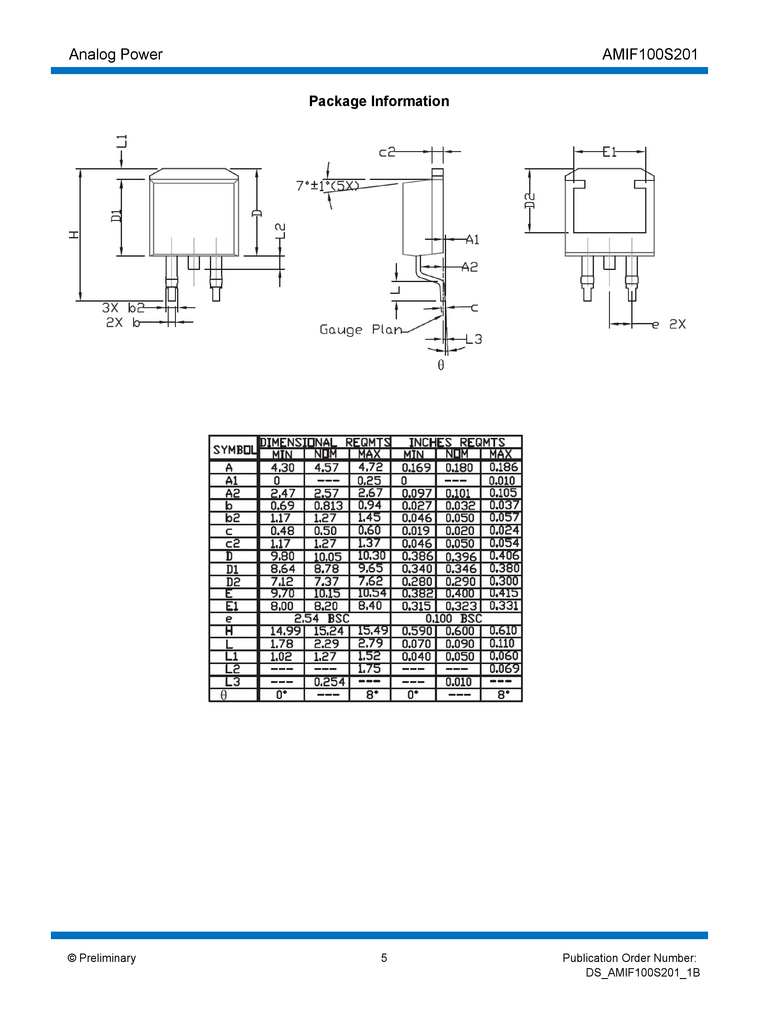 Analog Power AMIF100S201
Package Information
L1
H
D1
D
L2
3X b2
2X b
c2
7°±1°(5X)
A1
A2
L
c
Gauge Plan
L3
θ
E1
D2
e 2X
SYMBOL DIMENSIONAL REQMTS INCHES REQMTS
MIN NOM MAX MIN NOM MAX
A 4.30 4.57 4.72 0.169 0.180 0.186
A1 0 --- 0.25 0 --- 0.010
A2 2.47 2.57 2.67 0.097 0.101 0.105
b 0.69 0.813 0.94 0.027 0.032 0.037
b2 1.17 1.27 1.45 0.046 0.050 0.057
c 0.48 0.50 0.60 0.019 0.020 0.024
c2 1.17 1.27 1.37 0.046 0.050 0.054
D 9.80 10.05 10.30 0.386 0.396 0.406
D1 8.64 8.78 9.65 0.340 0.346 0.380
D2 7.12 7.37 7.62 0.280 0.290 0.300
E 9.70 10.15 10.54 0.382 0.400 0.415
E1 8.00 8.20 8.40 0.315 0.323 0.331
e 2.54 BSC 0.100 BSC
H 14.99 15.24 15.49 0.590 0.600 0.610
L 1.78 2.29 2.79 0.070 0.090 0.110
L1 1.02 1.27 1.52 0.040 0.050 0.060
L2 --- --- 1.75 --- --- 0.069
L3 --- 0.254 --- --- 0.010 ---
θ 0° --- 8° 0° --- 8°
© Preliminary 5 Publication Order Number:
DS_AMIF100S201_1B